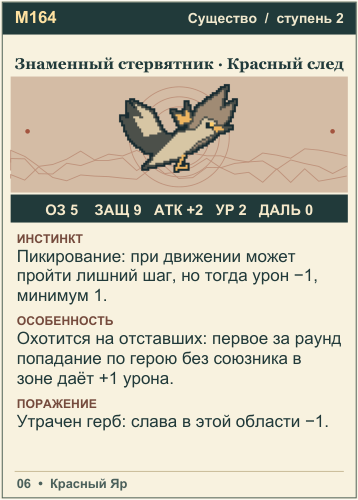 М164
Существо / ступень 2
Знаменный стервятник · Красный след
ОЗ 5 ЗАЩ 9 АТК +2 УР 2 ДАЛЬ 0
ИНСТИНКТ
Пикирование: при движении может
пройти лишний шаг, но тогда урон −1,
минимум 1.
ОСОБЕННОСТЬ
Охотится на отставших: первое за раунд
попадание по герою без союзника в
зоне даёт +1 урона.
ПОРАЖЕНИЕ
Утрачен герб: слава в этой области −1.
06 • Красный Яр